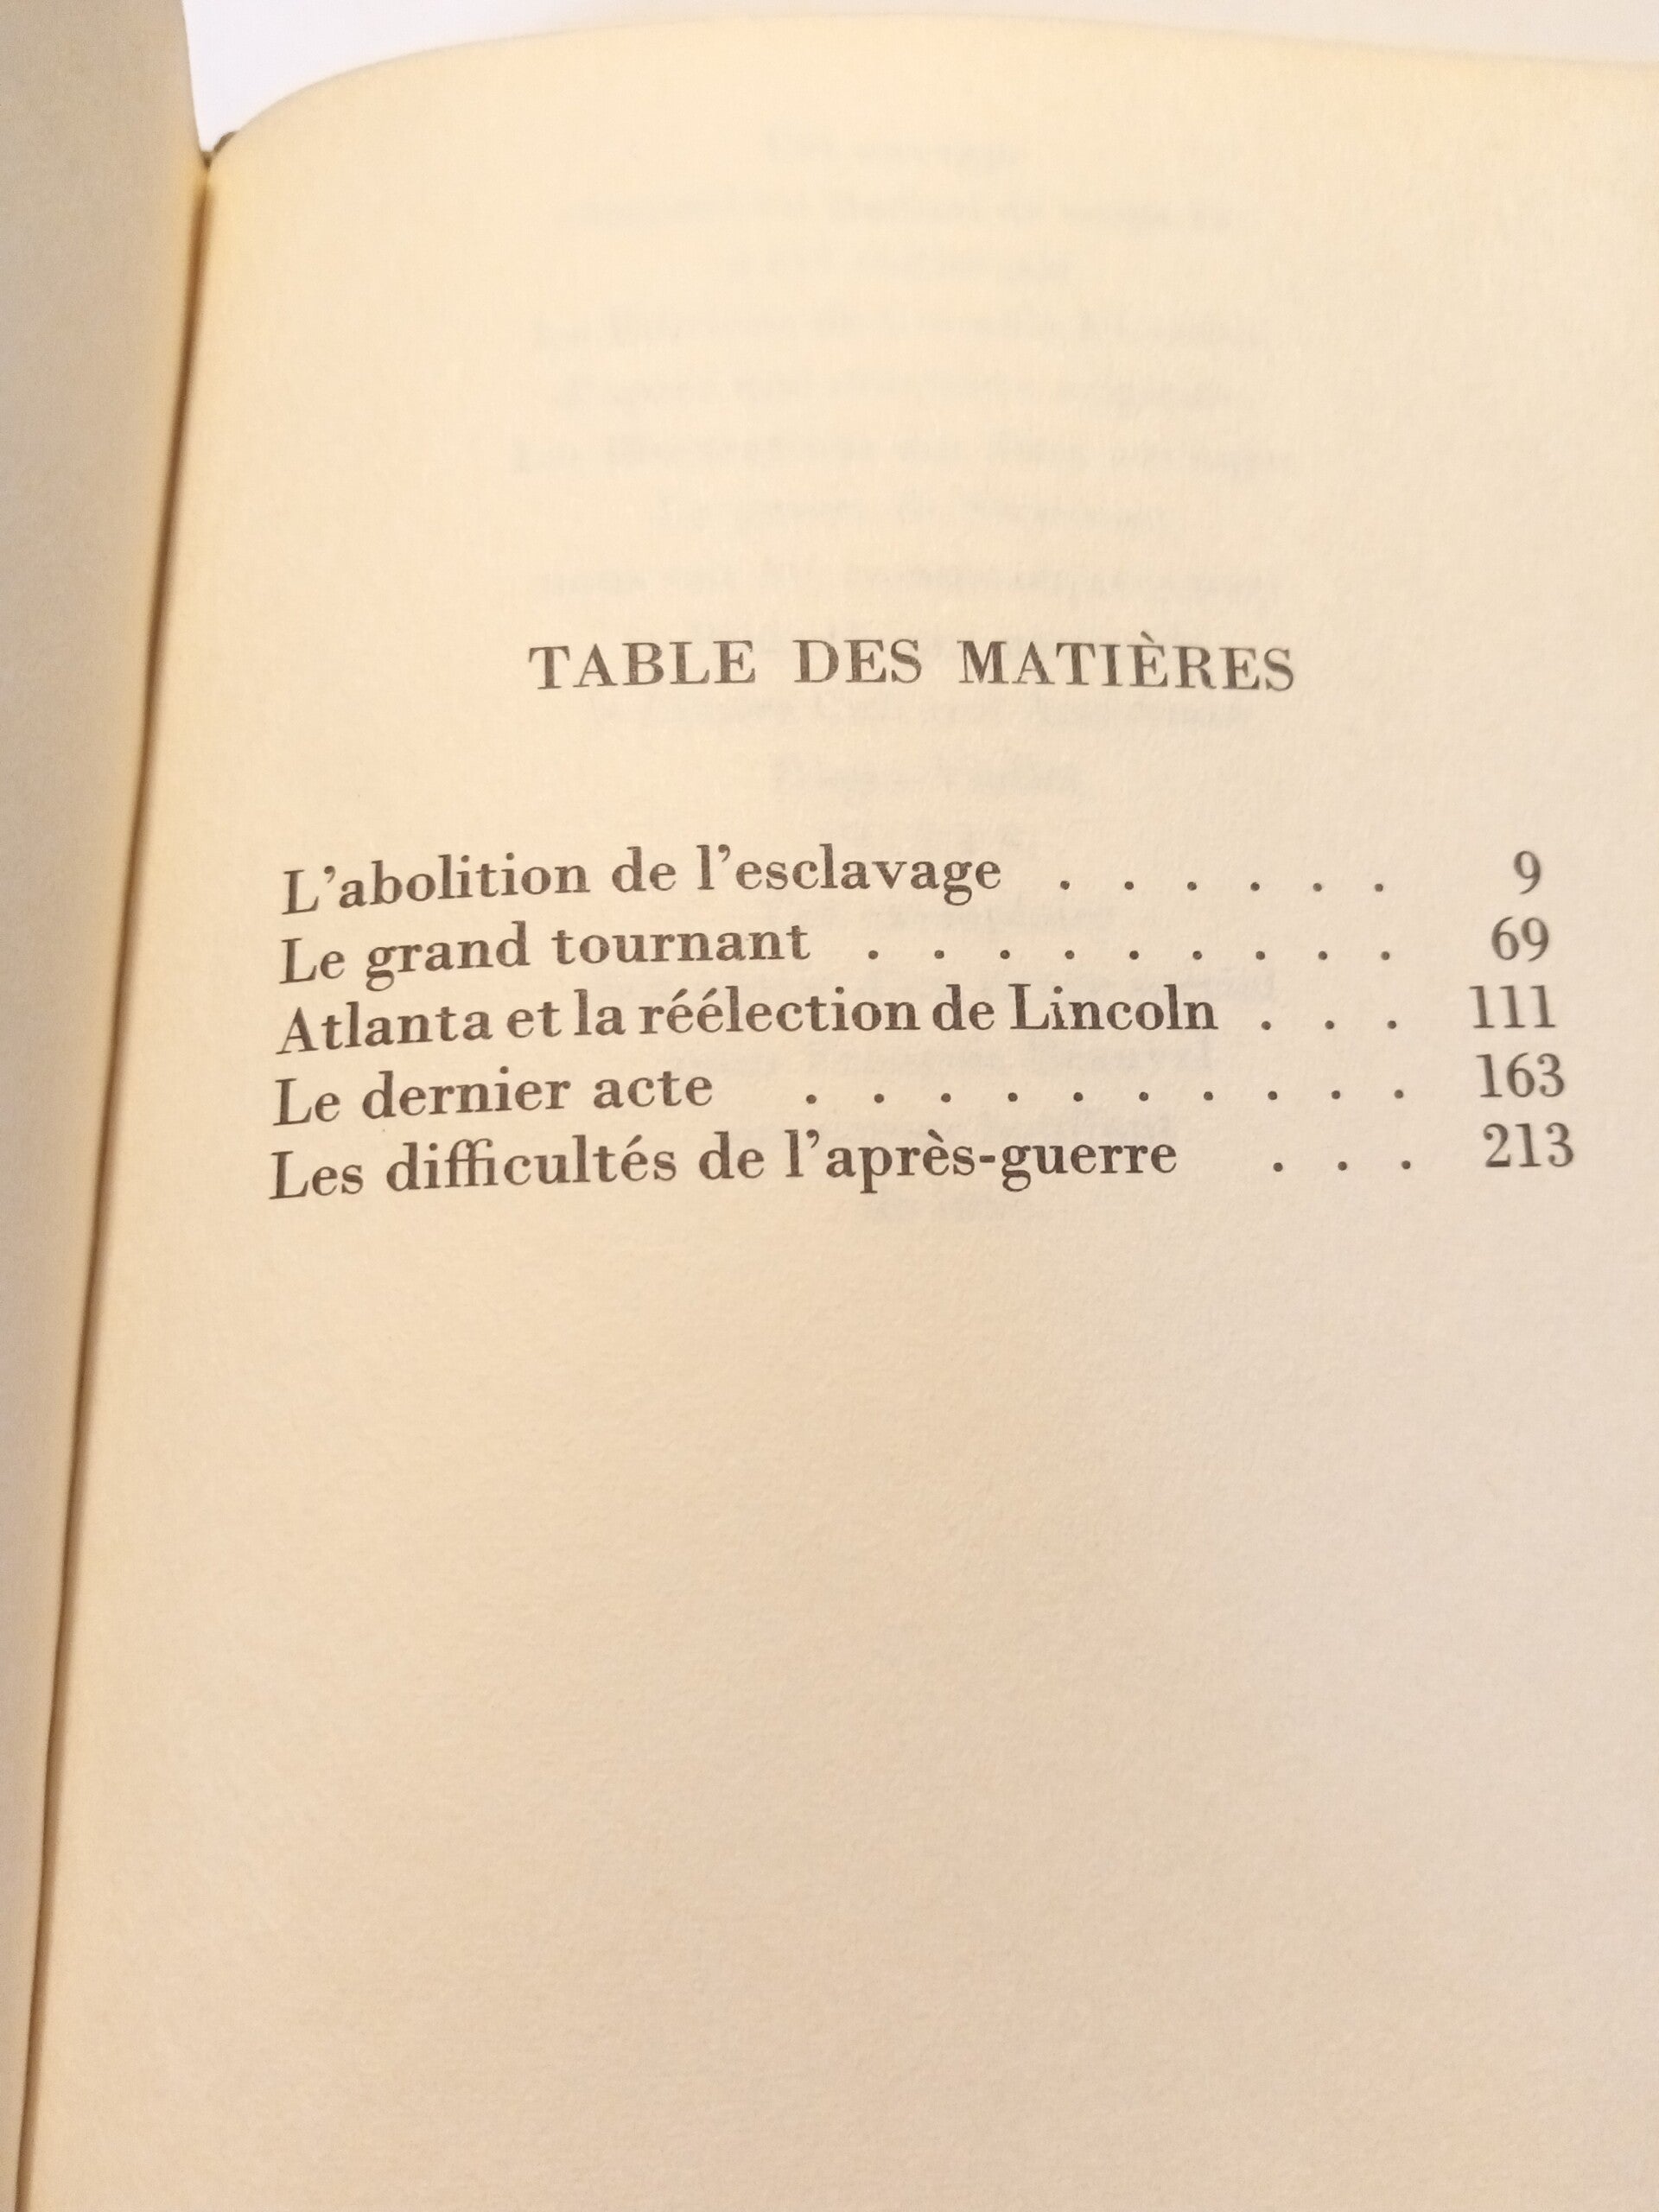 TABLE DES MATIÈRES
L'abolition de l'esclavage . . . . . . 9
Le grand tournant . . . . . . . . . 69
Atlanta et la réélection de Lincoln . . . 111
Le dernier acte . . . . . . . . . . 163
Les difficultés de l'après-guerre . . . 213